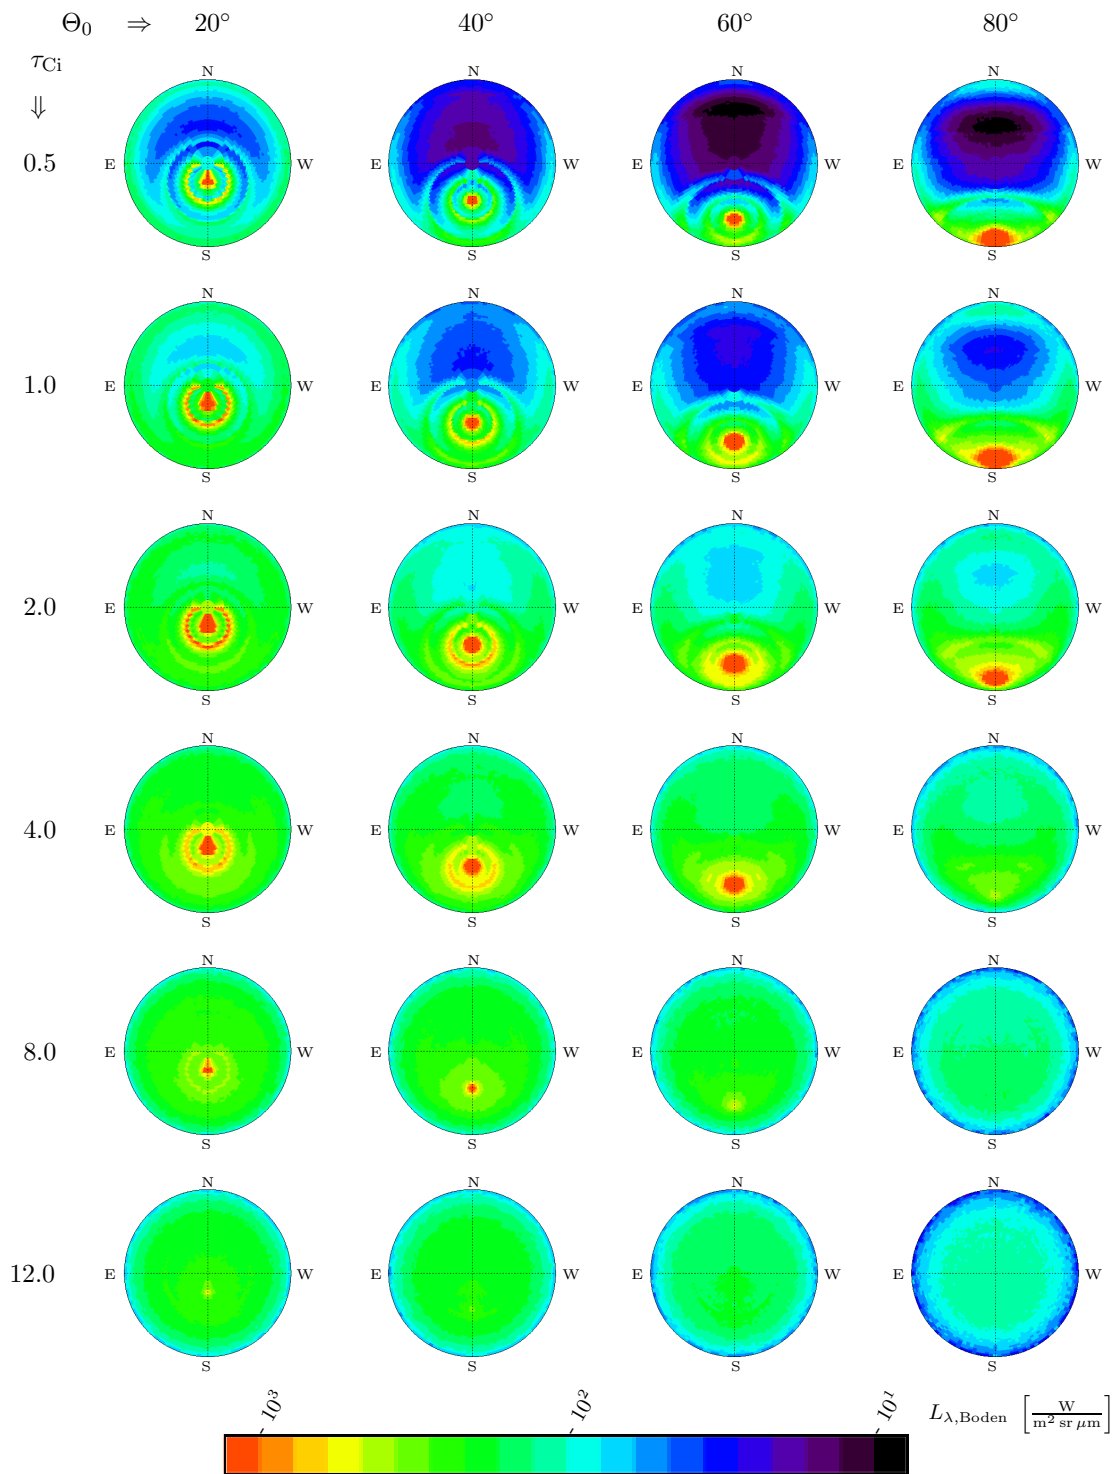 Θ₀ ⇒ 20° 40° 60° 80°
τCi
⇓
N N N N
0.5 E W E W E W E W
S S S S
N N N N
1.0 E W E W E W E W
S S S S
N N N N
2.0 E W E W E W E W
S S S S
N N N N
4.0 E W E W E W E W
S S S S
N N N N
8.0 E W E W E W E W
S S S S
N N N N
12.0 E W E W E W E W
S S S S
10³ 10² 10¹ Lλ,Boden [W / m² sr μm]